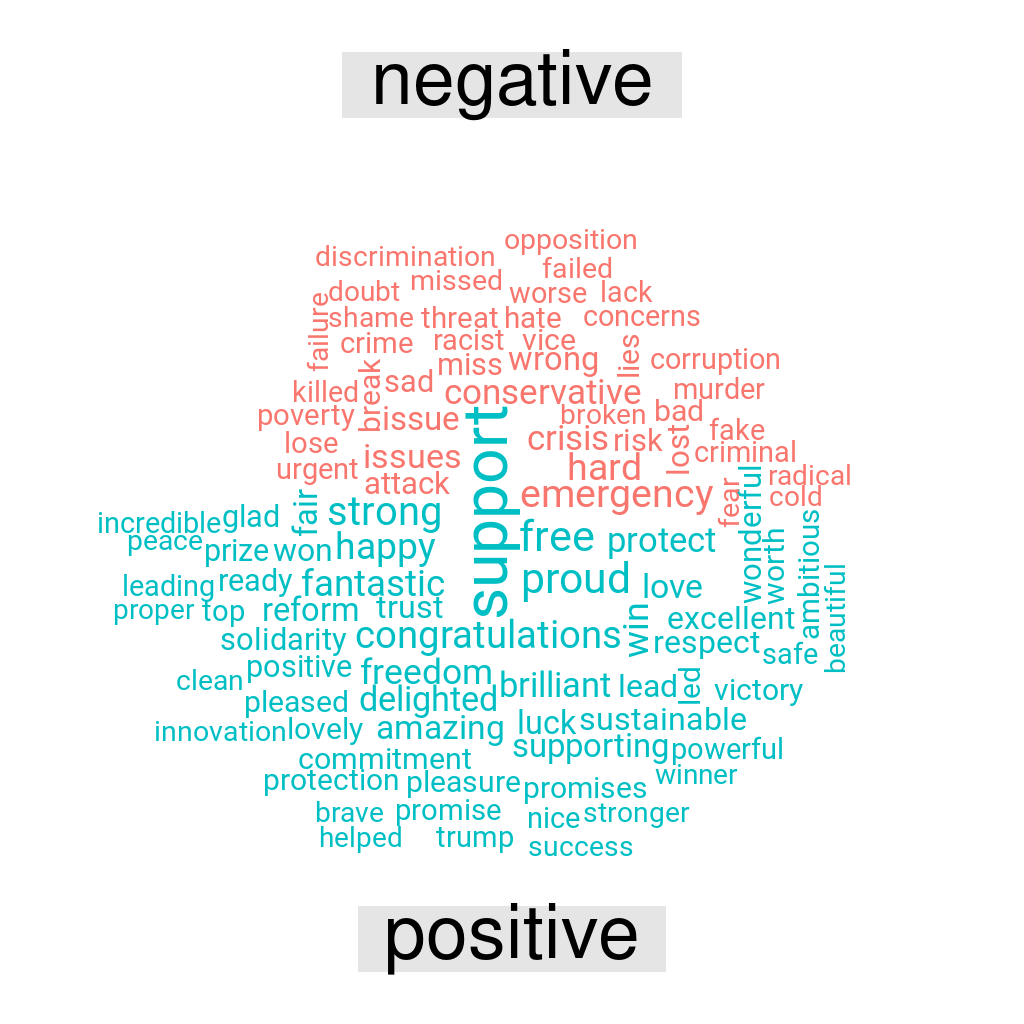 negative
opposition
discrimination
failed
missed
doubt
worse lack
failure
shame threat hate concerns
crime racist vice
lies
miss wrong corruption
killed break sad conservative murder
poverty issue broken bad
support
lose crisis risk lost fake
urgent issues hard criminal
attack emergency fear radical
cold
wonderful
incredible glad fair strong
peace prize won happy free protect worth ambitious
leading ready fantastic proud love beautiful
proper top reform trust
solidarity congratulations win excellent
respect safe
clean positive freedom brilliant lead led victory
pleased delighted
innovation lovely amazing luck sustainable
commitment supporting powerful
protection pleasure promises winner
brave promise nice stronger
helped trump success
positive